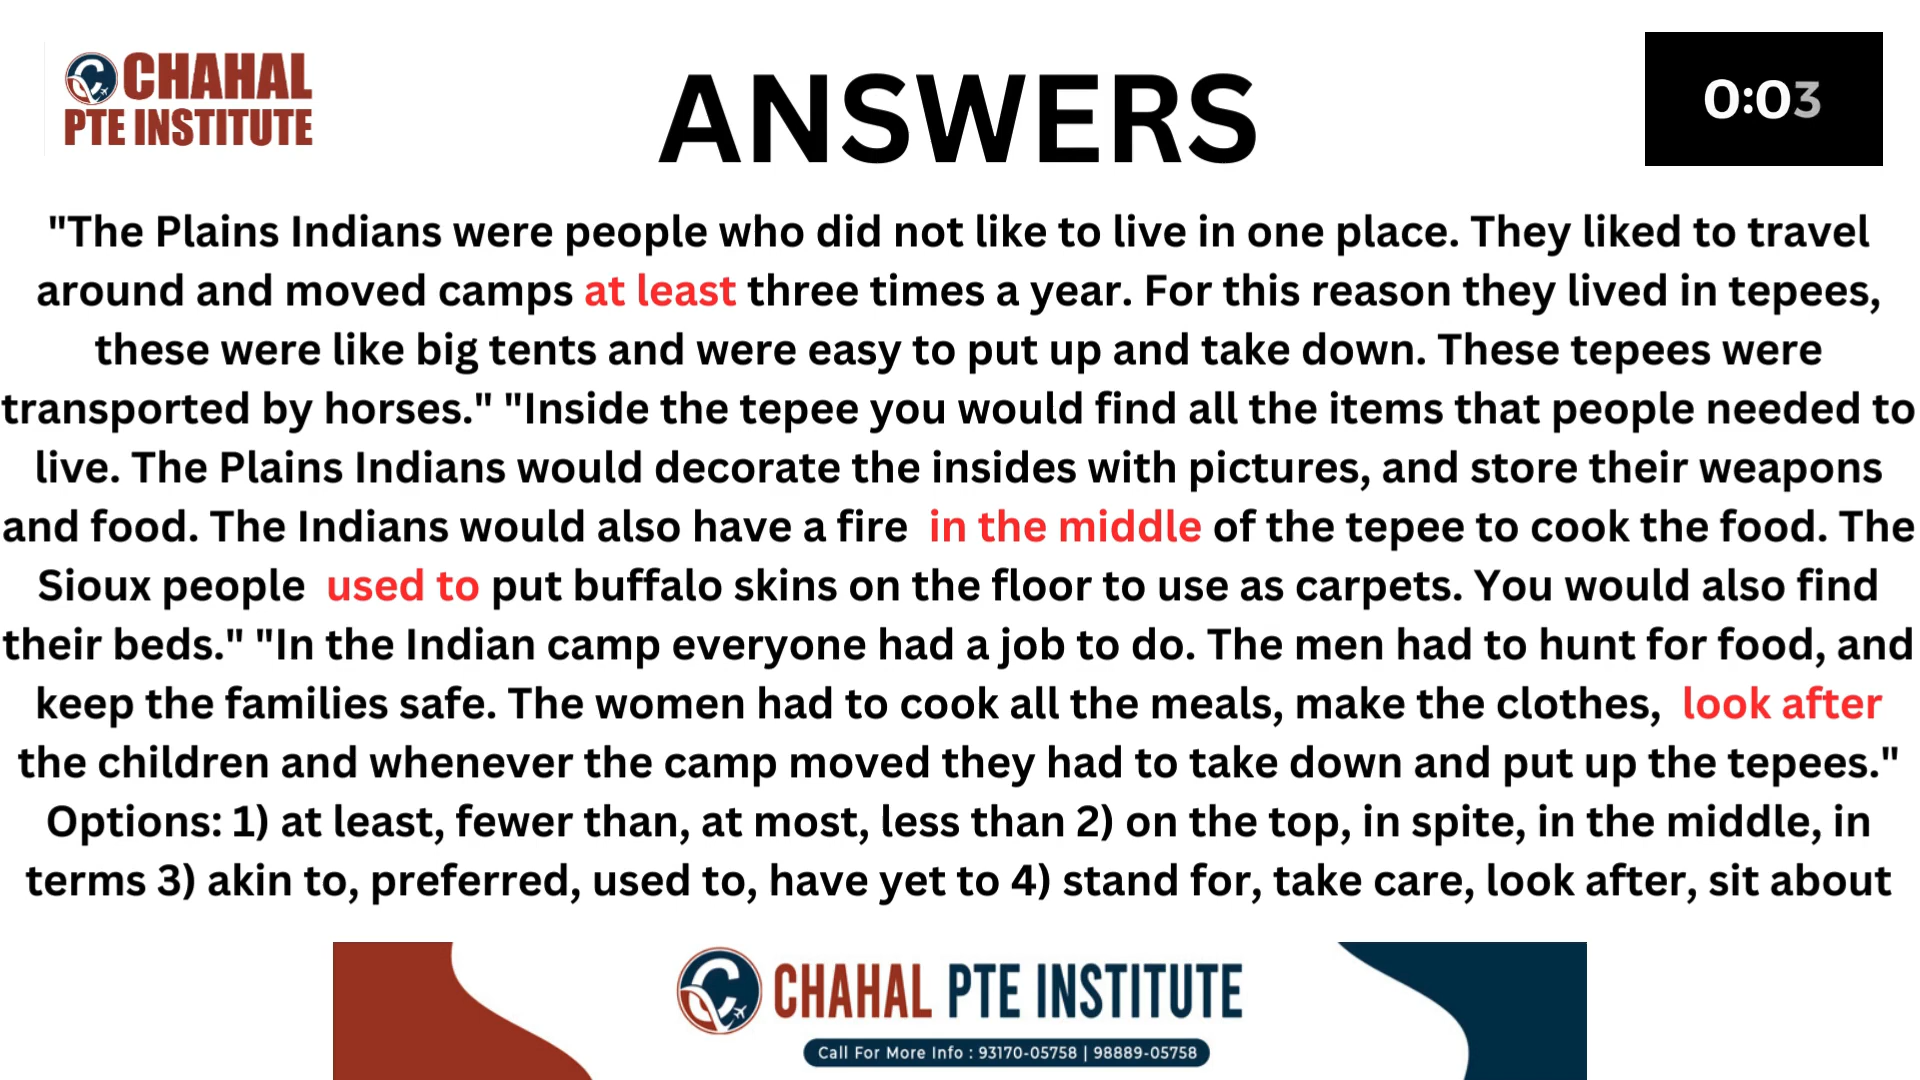 CHAHAL
PTE INSTITUTE
ANSWERS
0:03
"The Plains Indians were people who did not like to live in one place. They liked to travel
around and moved camps at least three times a year. For this reason they lived in tepees,
these were like big tents and were easy to put up and take down. These tepees were
transported by horses." "Inside the tepee you would find all the items that people needed to
live. The Plains Indians would decorate the insides with pictures, and store their weapons
and food. The Indians would also have a fire in the middle of the tepee to cook the food. The
Sioux people used to put buffalo skins on the floor to use as carpets. You would also find
their beds." "In the Indian camp everyone had a job to do. The men had to hunt for food, and
keep the families safe. The women had to cook all the meals, make the clothes, look after
the children and whenever the camp moved they had to take down and put up the tepees."
Options: 1) at least, fewer than, at most, less than 2) on the top, in spite, in the middle, in
terms 3) akin to, preferred, used to, have yet to 4) stand for, take care, look after, sit about
CHAHAL PTE INSTITUTE
Call For More Info : 93170-05758 | 98889-05758